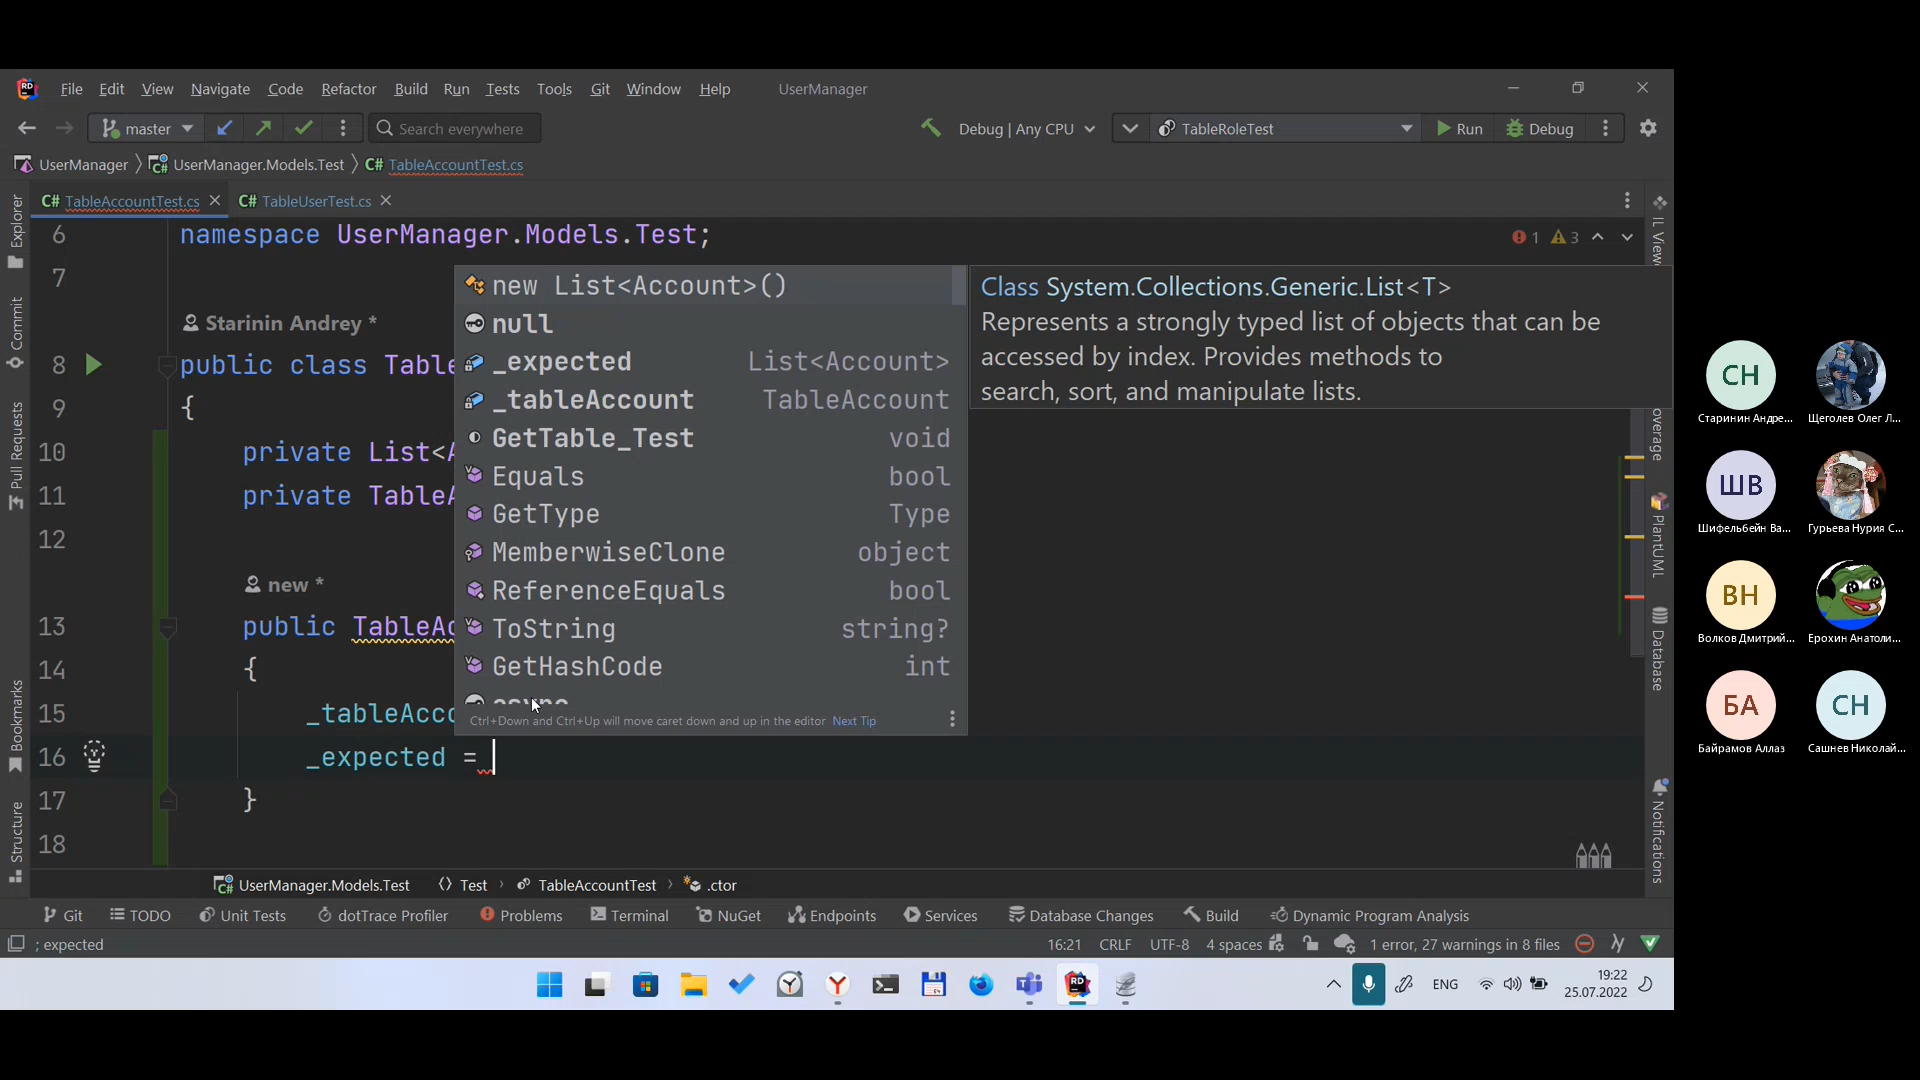 File Edit View Navigate Code Refactor Build Run Tests Tools Git Window Help UserManager
master Search everywhere Debug | Any CPU TableRoleTest Run Debug
UserManager UserManager.Models.Test C# TableAccountTest.cs
C# TableAccountTest.cs C# TableUserTest.cs
6 namespace UserManager.Models.Test;
1 3
7
Starinin Andrey *
8 public class Table
9 {
10 private List<A
11 private TableA
12
new *
13 public TableAc
14 {
15 _tableAcco
16 _expected =
17 }
18
new List<Account>()
null
_expected List<Account>
_tableAccount TableAccount
GetTable_Test void
Equals bool
GetType Type
MemberwiseClone object
ReferenceEquals bool
ToString string?
GetHashCode int
Ctrl+Down and Ctrl+Up will move caret down and up in the editor Next Tip
Class System.Collections.Generic.List<T>
Represents a strongly typed list of objects that can be
accessed by index. Provides methods to
search, sort, and manipulate lists.
Explorer
Commit
Pull Requests
Bookmarks
Structure
IL View
overage
PlantUML
Database
Notifications
UserManager.Models.Test Test TableAccountTest .ctor
Git TODO Unit Tests dotTrace Profiler Problems Terminal NuGet Endpoints Services Database Changes Build Dynamic Program Analysis
; expected 16:21 CRLF UTF-8 4 spaces 1 error, 27 warnings in 8 files
ENG 19:22
25.07.2022
СН
Старинин Андре... Щеголев Олег Л...
ШВ
Шифельбейн Ва... Гурьева Нурия С...
ВН
Волков Дмитрий... Ерохин Анатоли...
БА СН
Байрамов Аллаз Сашнев Николай...